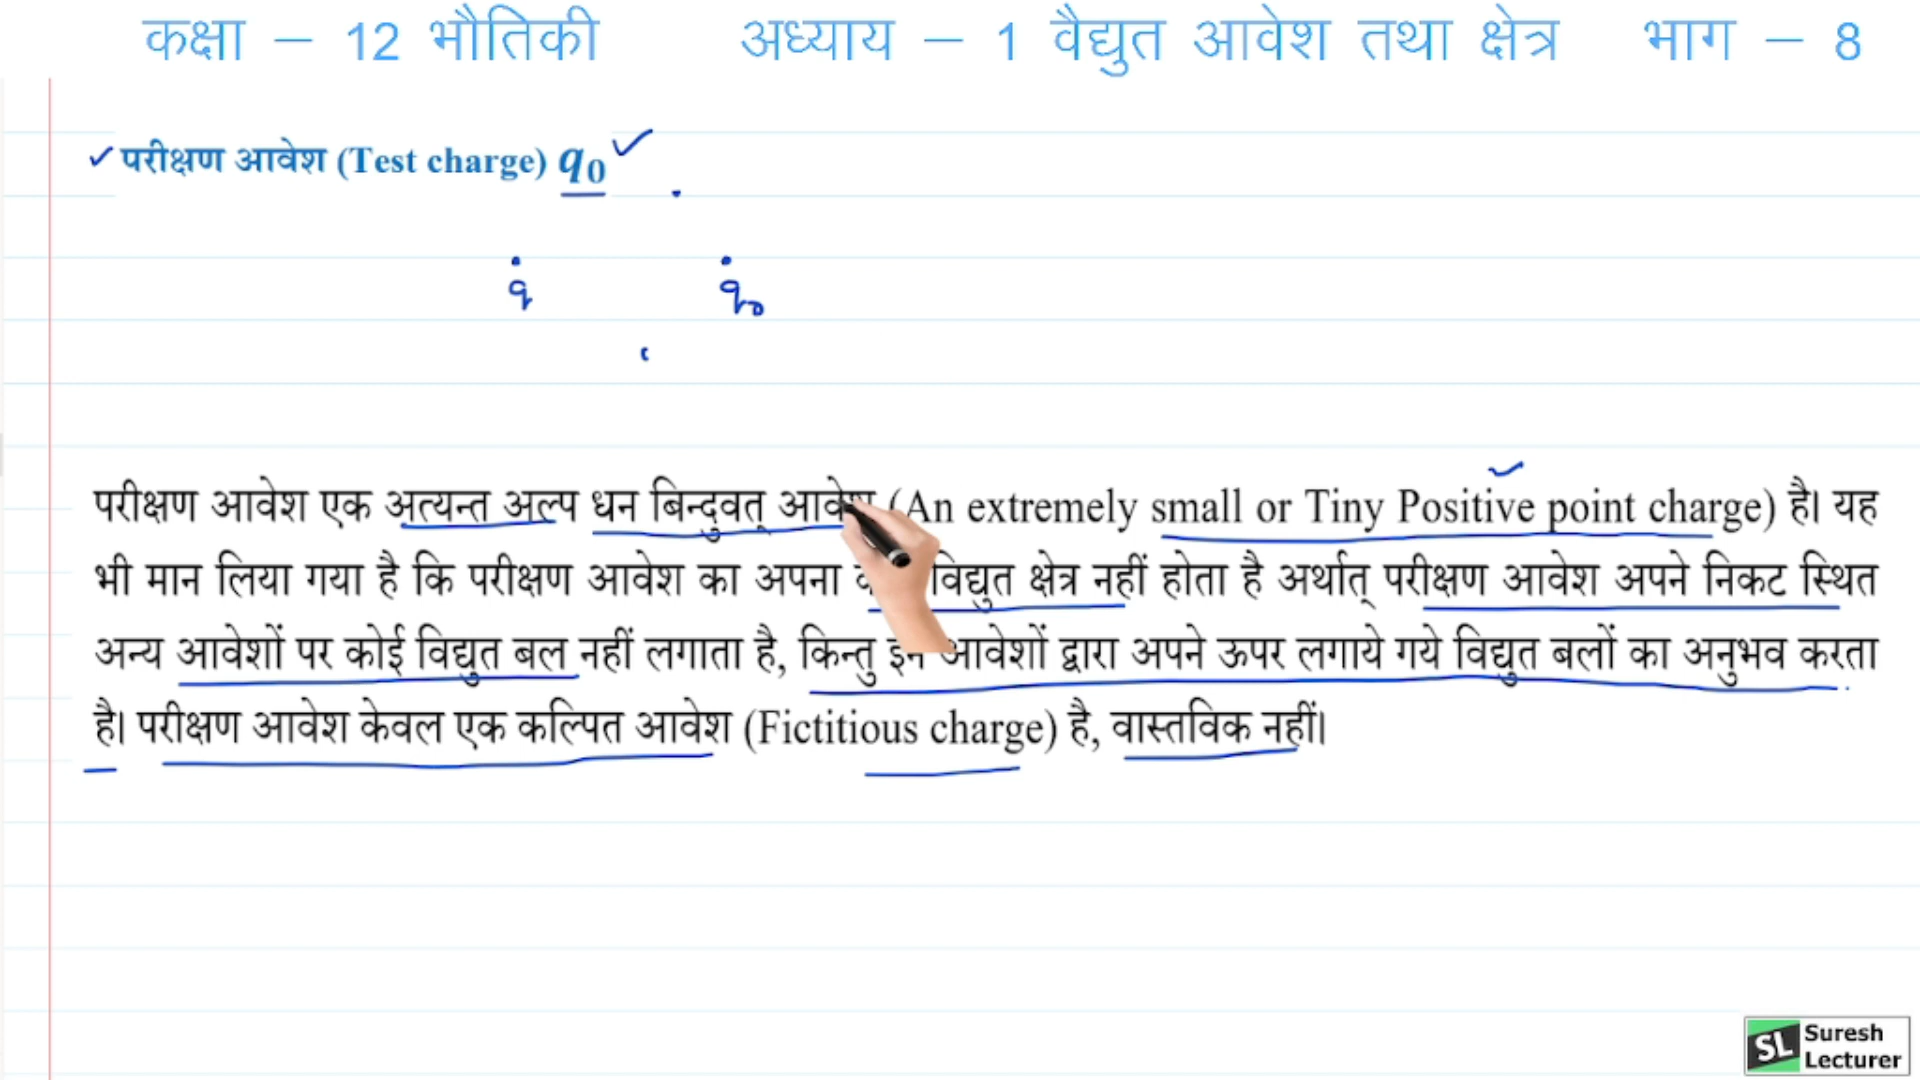 कक्षा – 12 भौतिकी अध्याय – 1 वैद्युत आवेश तथा क्षेत्र भाग – 8
परीक्षण आवेश (Test charge) q₀
q q₀
परीक्षण आवेश एक अत्यन्त अल्प धन बिन्दुवत् आवेश (An extremely small or Tiny Positive point charge) है। यह
भी मान लिया गया है कि परीक्षण आवेश का अपना विद्युत क्षेत्र नहीं होता है अर्थात् परीक्षण आवेश अपने निकट स्थित
अन्य आवेशों पर कोई विद्युत बल नहीं लगाता है, किन्तु इन आवेशों द्वारा अपने ऊपर लगाये गये विद्युत बलों का अनुभव करता
है। परीक्षण आवेश केवल एक कल्पित आवेश (Fictitious charge) है, वास्तविक नहीं।
SL Suresh
Lecturer